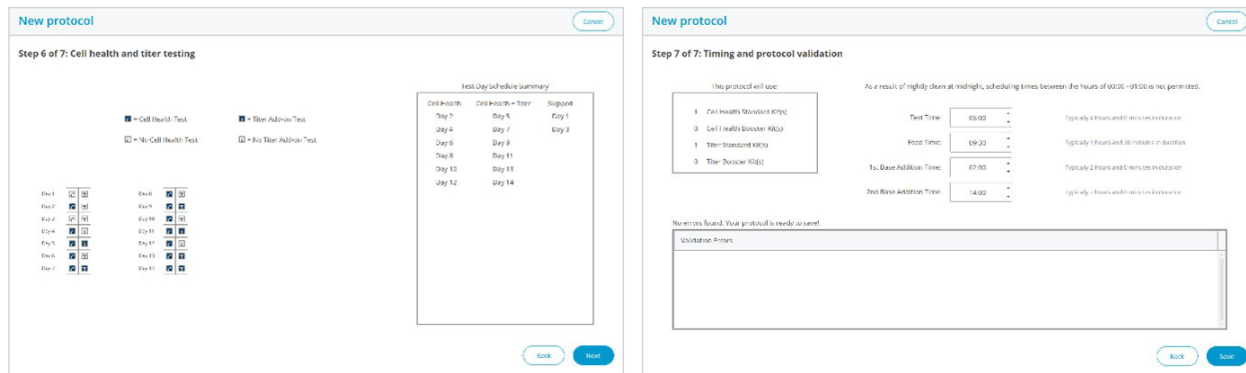 New protocol
Cancel
Step 6 of 7: Cell health and titer testing
= Cell Health Test
= Titer Add-on Test
= No Cell Health Test
= No Titer Add-on Test
Day 1
Day 8
Day 2
Day 9
Day 3
Day 10
Day 4
Day 11
Day 5
Day 12
Day 6
Day 13
Day 7
Day 14
Test Day Schedule Summary
Cell Health Cell Health + Titer Skipped
Day 2 Day 5 Day 1
Day 4 Day 7 Day 3
Day 6 Day 9
Day 8 Day 11
Day 10 Day 13
Day 12 Day 14
Back Next
New protocol
Cancel
Step 7 of 7: Timing and protocol validation
This protocol will use:
1 Cell Health Standard Kit(s)
0 Cell Health Booster Kit(s)
1 Titer Standard Kit(s)
0 Titer Booster Kit(s)
As a result of nightly clean at midnight, scheduling times between the hours of 00:00 - 01:00 is not permitted.
Test Time: Typically 4 hours and 0 minutes in duration
Feed Time: 09:30 Typically 1 hours and 30 minutes in duration
1st. Base Addition Time: 02:00 Typically 2 hours and 0 minutes in duration
2nd Base Addition Time: 14:00 Typically 2 hours and 0 minutes in duration
No errors found. Your protocol is ready to save!
Validation Errors
Back Save